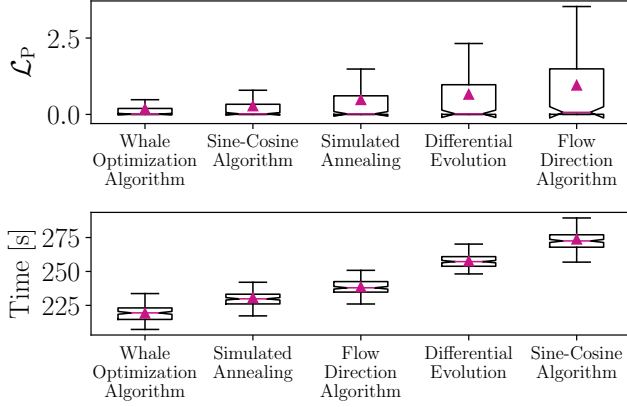 2.5
0.0
𝓛P
Whale
Optimization
Algorithm
Sine-Cosine
Algorithm
Simulated
Annealing
Differential
Evolution
Flow
Direction
Algorithm
275
250
225
Time [s]
Whale
Optimization
Algorithm
Simulated
Annealing
Flow
Direction
Algorithm
Differential
Evolution
Sine-Cosine
Algorithm